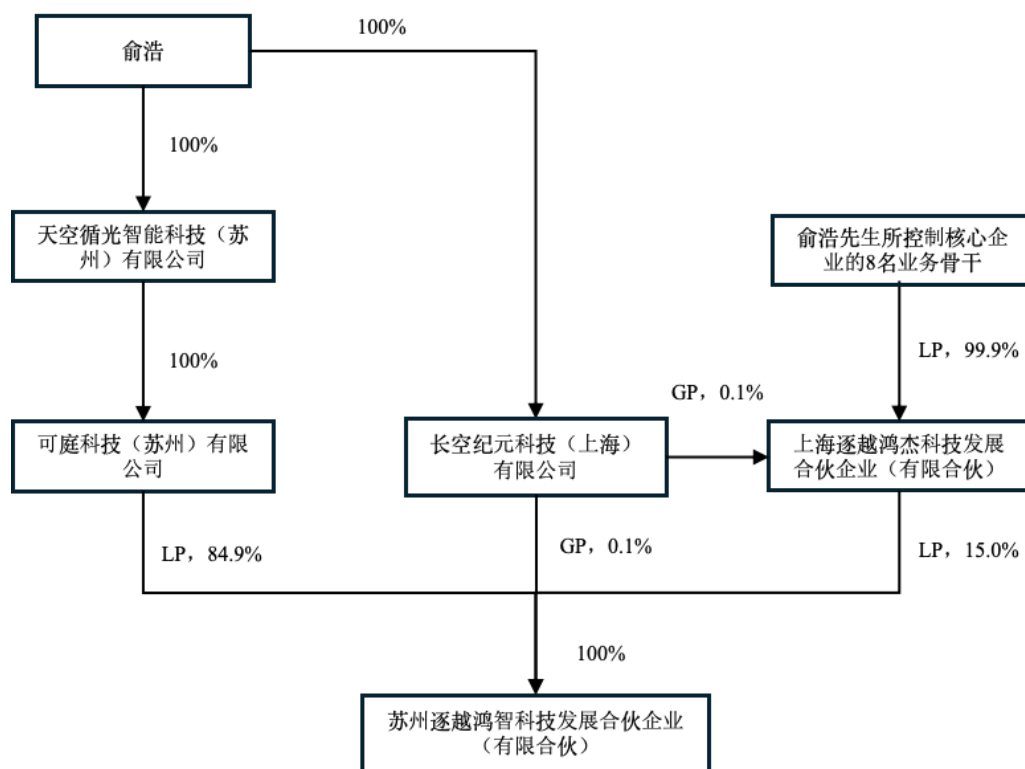 俞浩
100%
100%
天空循光智能科技（苏
州）有限公司
俞浩先生所控制核心企
业的8名业务骨干
100%
LP，99.9%
GP，0.1%
可庭科技（苏州）有限
公司
长空纪元科技（上海）
有限公司
上海逐越鸿杰科技发展
合伙企业（有限合伙）
LP，84.9%
GP，0.1%
LP，15.0%
100%
苏州逐越鸿智科技发展合伙企业
（有限合伙）